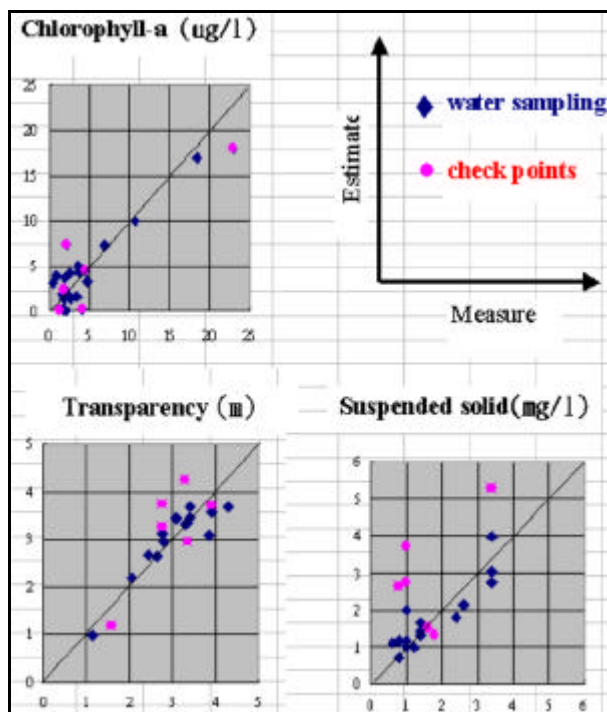 Chlorophyll-a (ug/l)
25
20
15
10
5
0
0 5 10 15 20 25
Estimate
water sampling
check points
Measure
Transparency (m)
5
4
3
2
1
0
0 1 2 3 4 5
Suspended solid(mg/l)
6
5
4
3
2
1
0
0 1 2 3 4 5 6